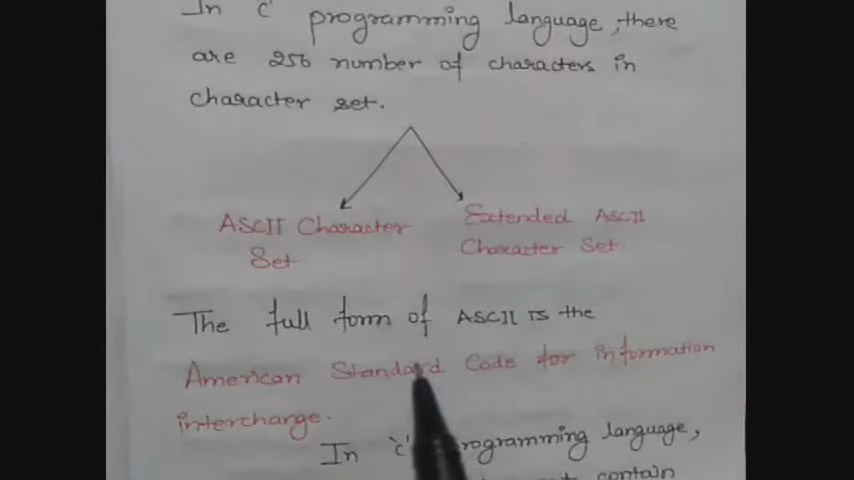 In 'C' programming language, there
are 256 number of characters in
character set.
ASCII Character
Set
Extended ASCII
Character Set
The full form of ASCII is the
American Standard Code for information
interchange.
In 'C' programming language,
contain